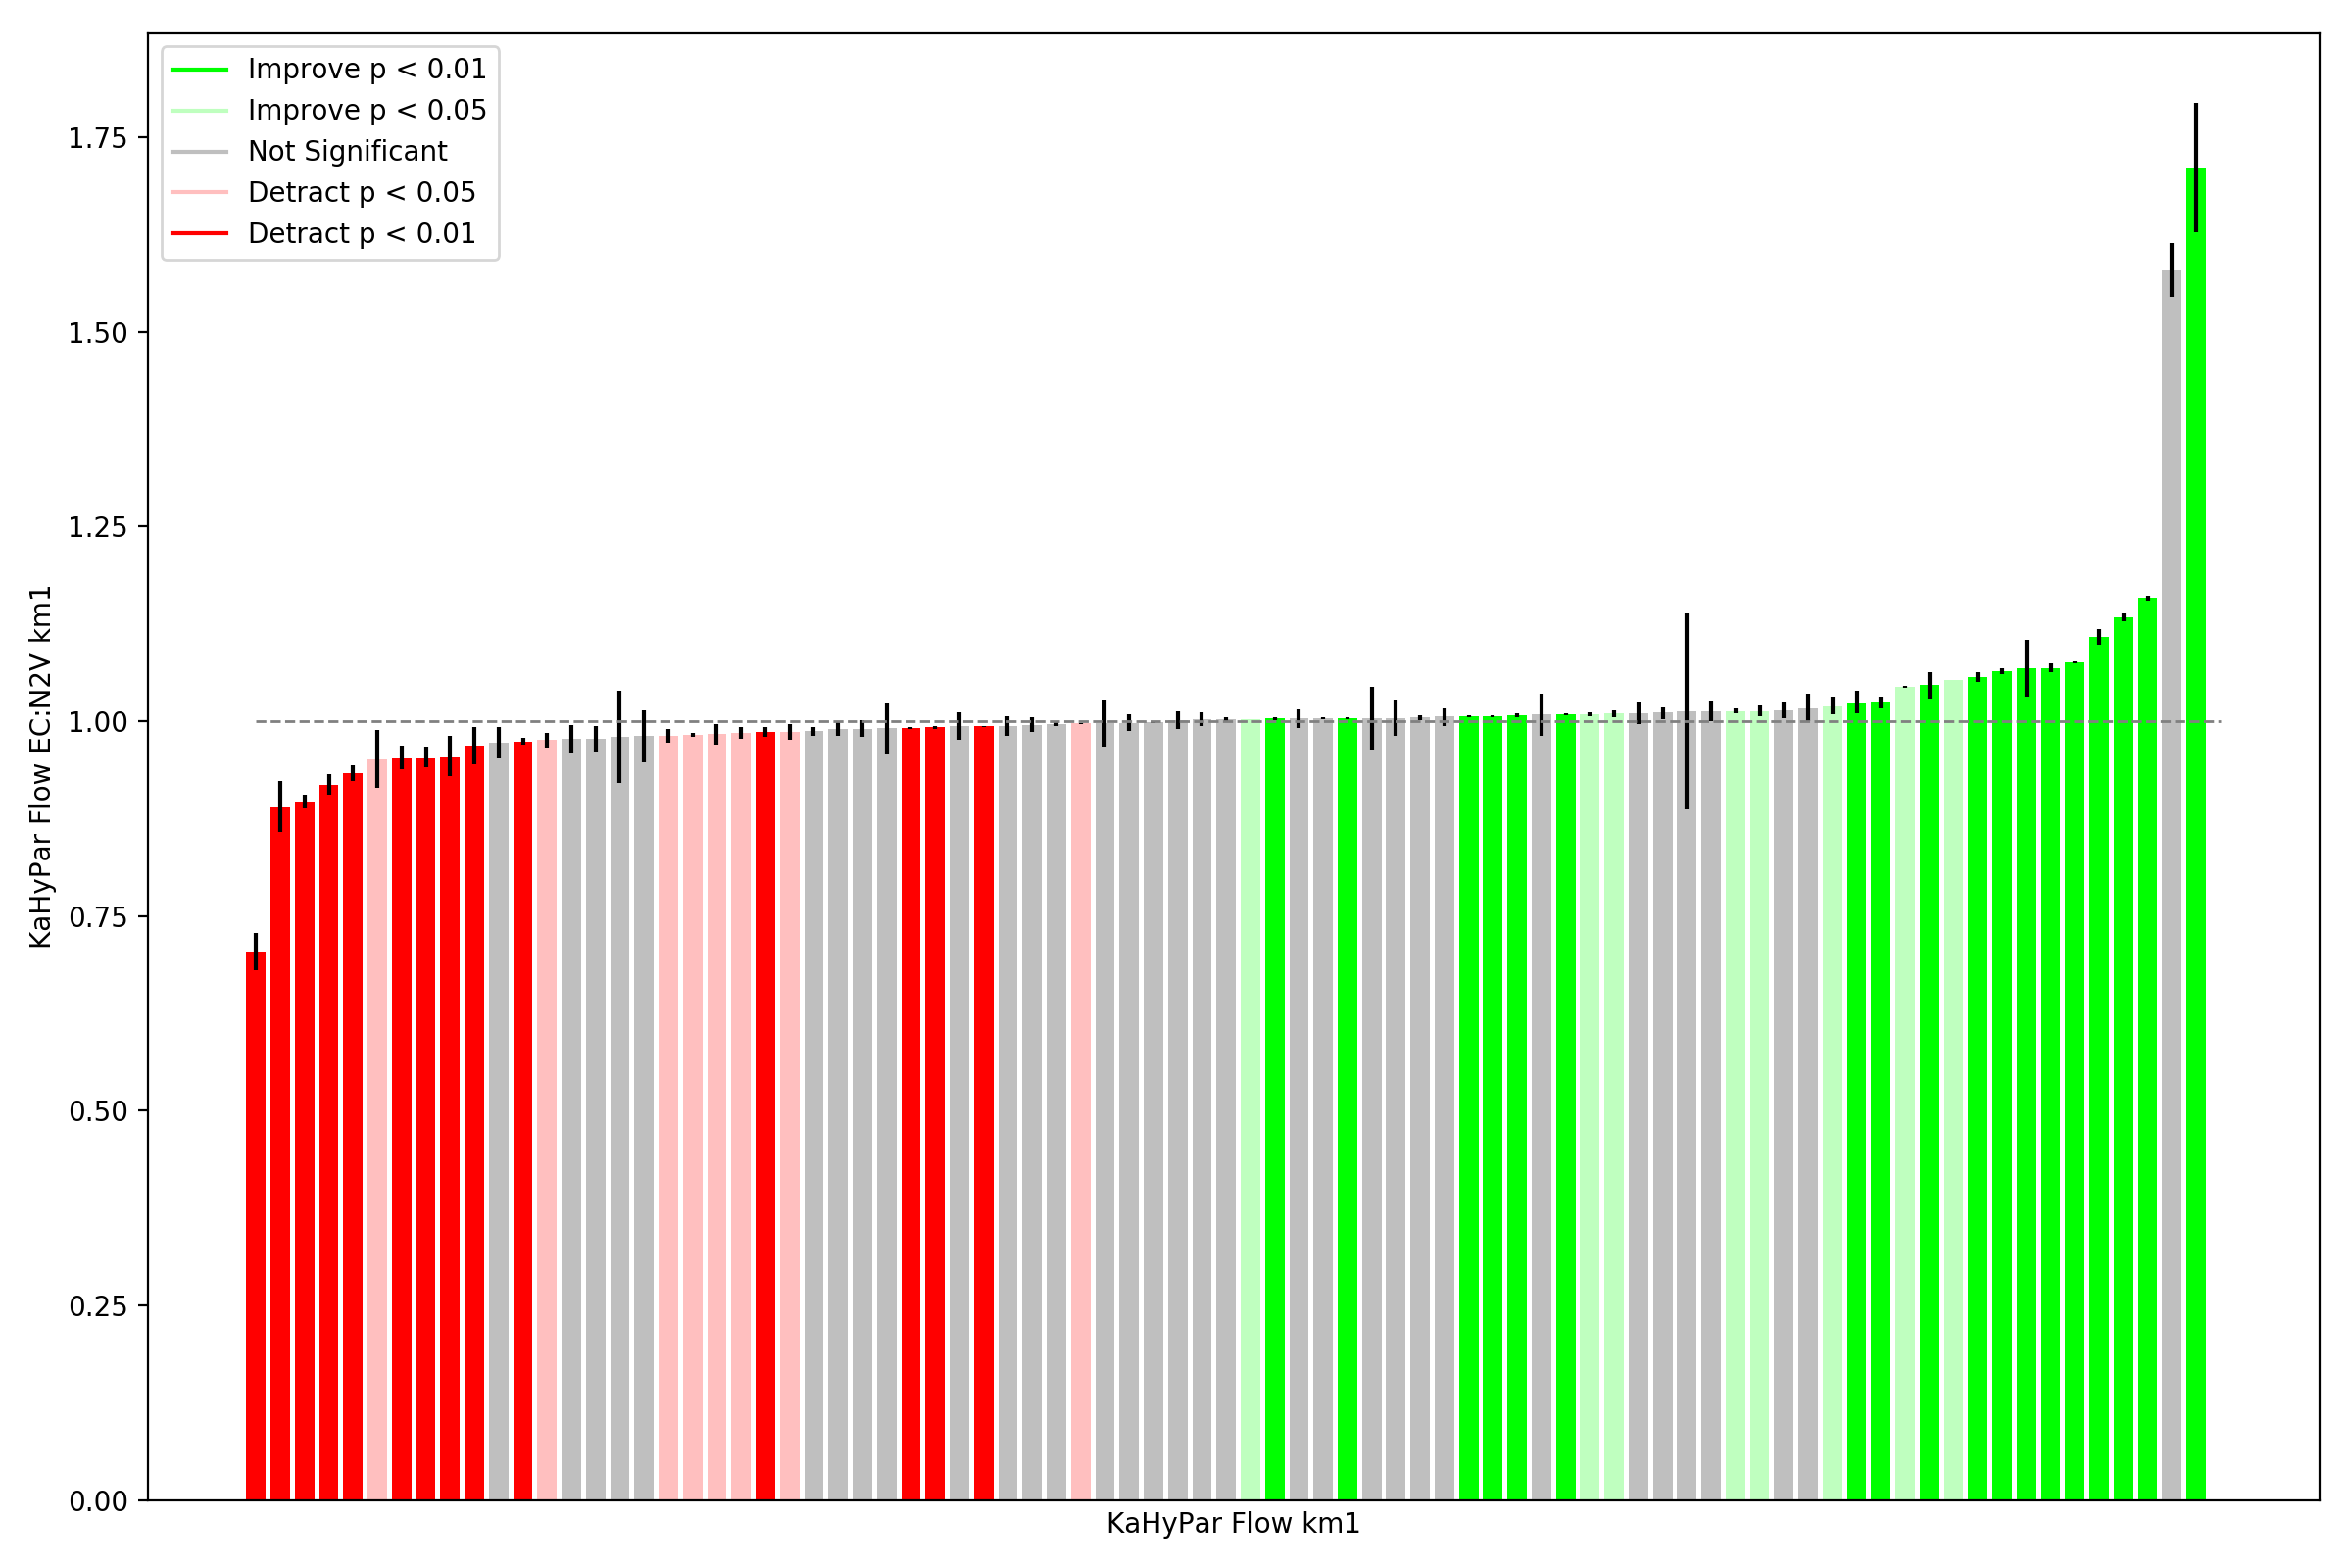 Improve p < 0.01
Improve p < 0.05
Not Significant
Detract p < 0.05
Detract p < 0.01
1.75
1.50
1.25
1.00
0.75
0.50
0.25
0.00
KaHyPar Flow EC:N2V km1
KaHyPar Flow km1